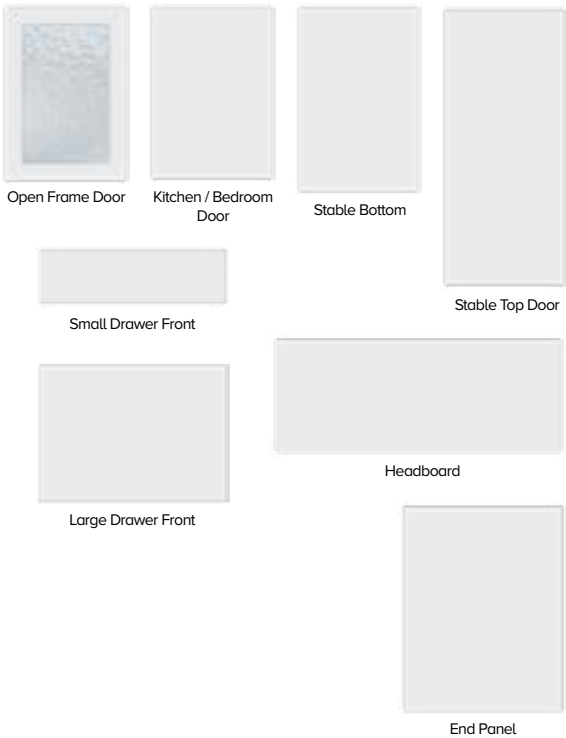 Open Frame Door
Kitchen / Bedroom
Door
Stable Bottom
Stable Top Door
Small Drawer Front
Headboard
Large Drawer Front
End Panel